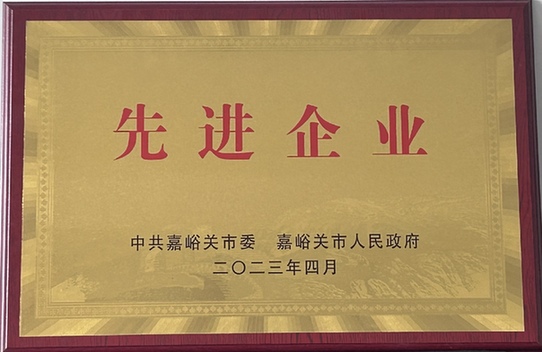 先进企业
中共嘉峪关市委 嘉峪关市人民政府
二〇二三年四月